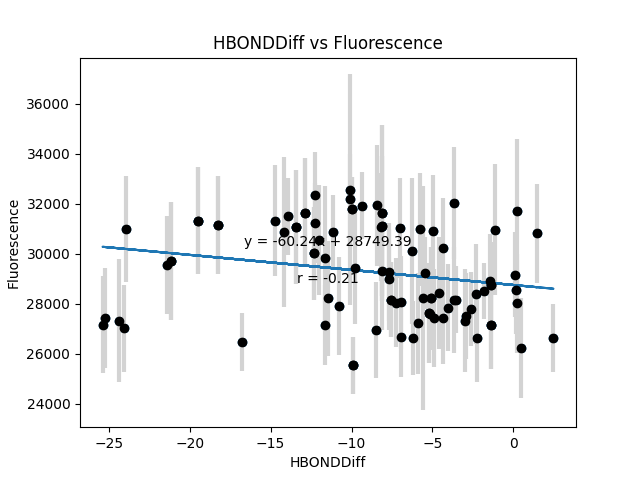 HBONDDiff vs Fluorescence
Fluorescence
36000
34000
32000
30000
28000
26000
24000
y = -60.24x + 28749.39
r = -0.21
−25 −20 −15 −10 −5 0
HBONDDiff